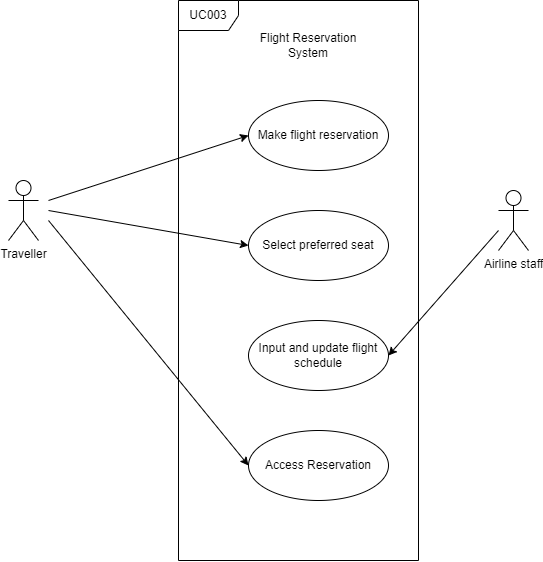 UC003
Flight Reservation
System
Make flight reservation
Select preferred seat
Traveller
Airline staff
Input and update flight
schedule
Access Reservation